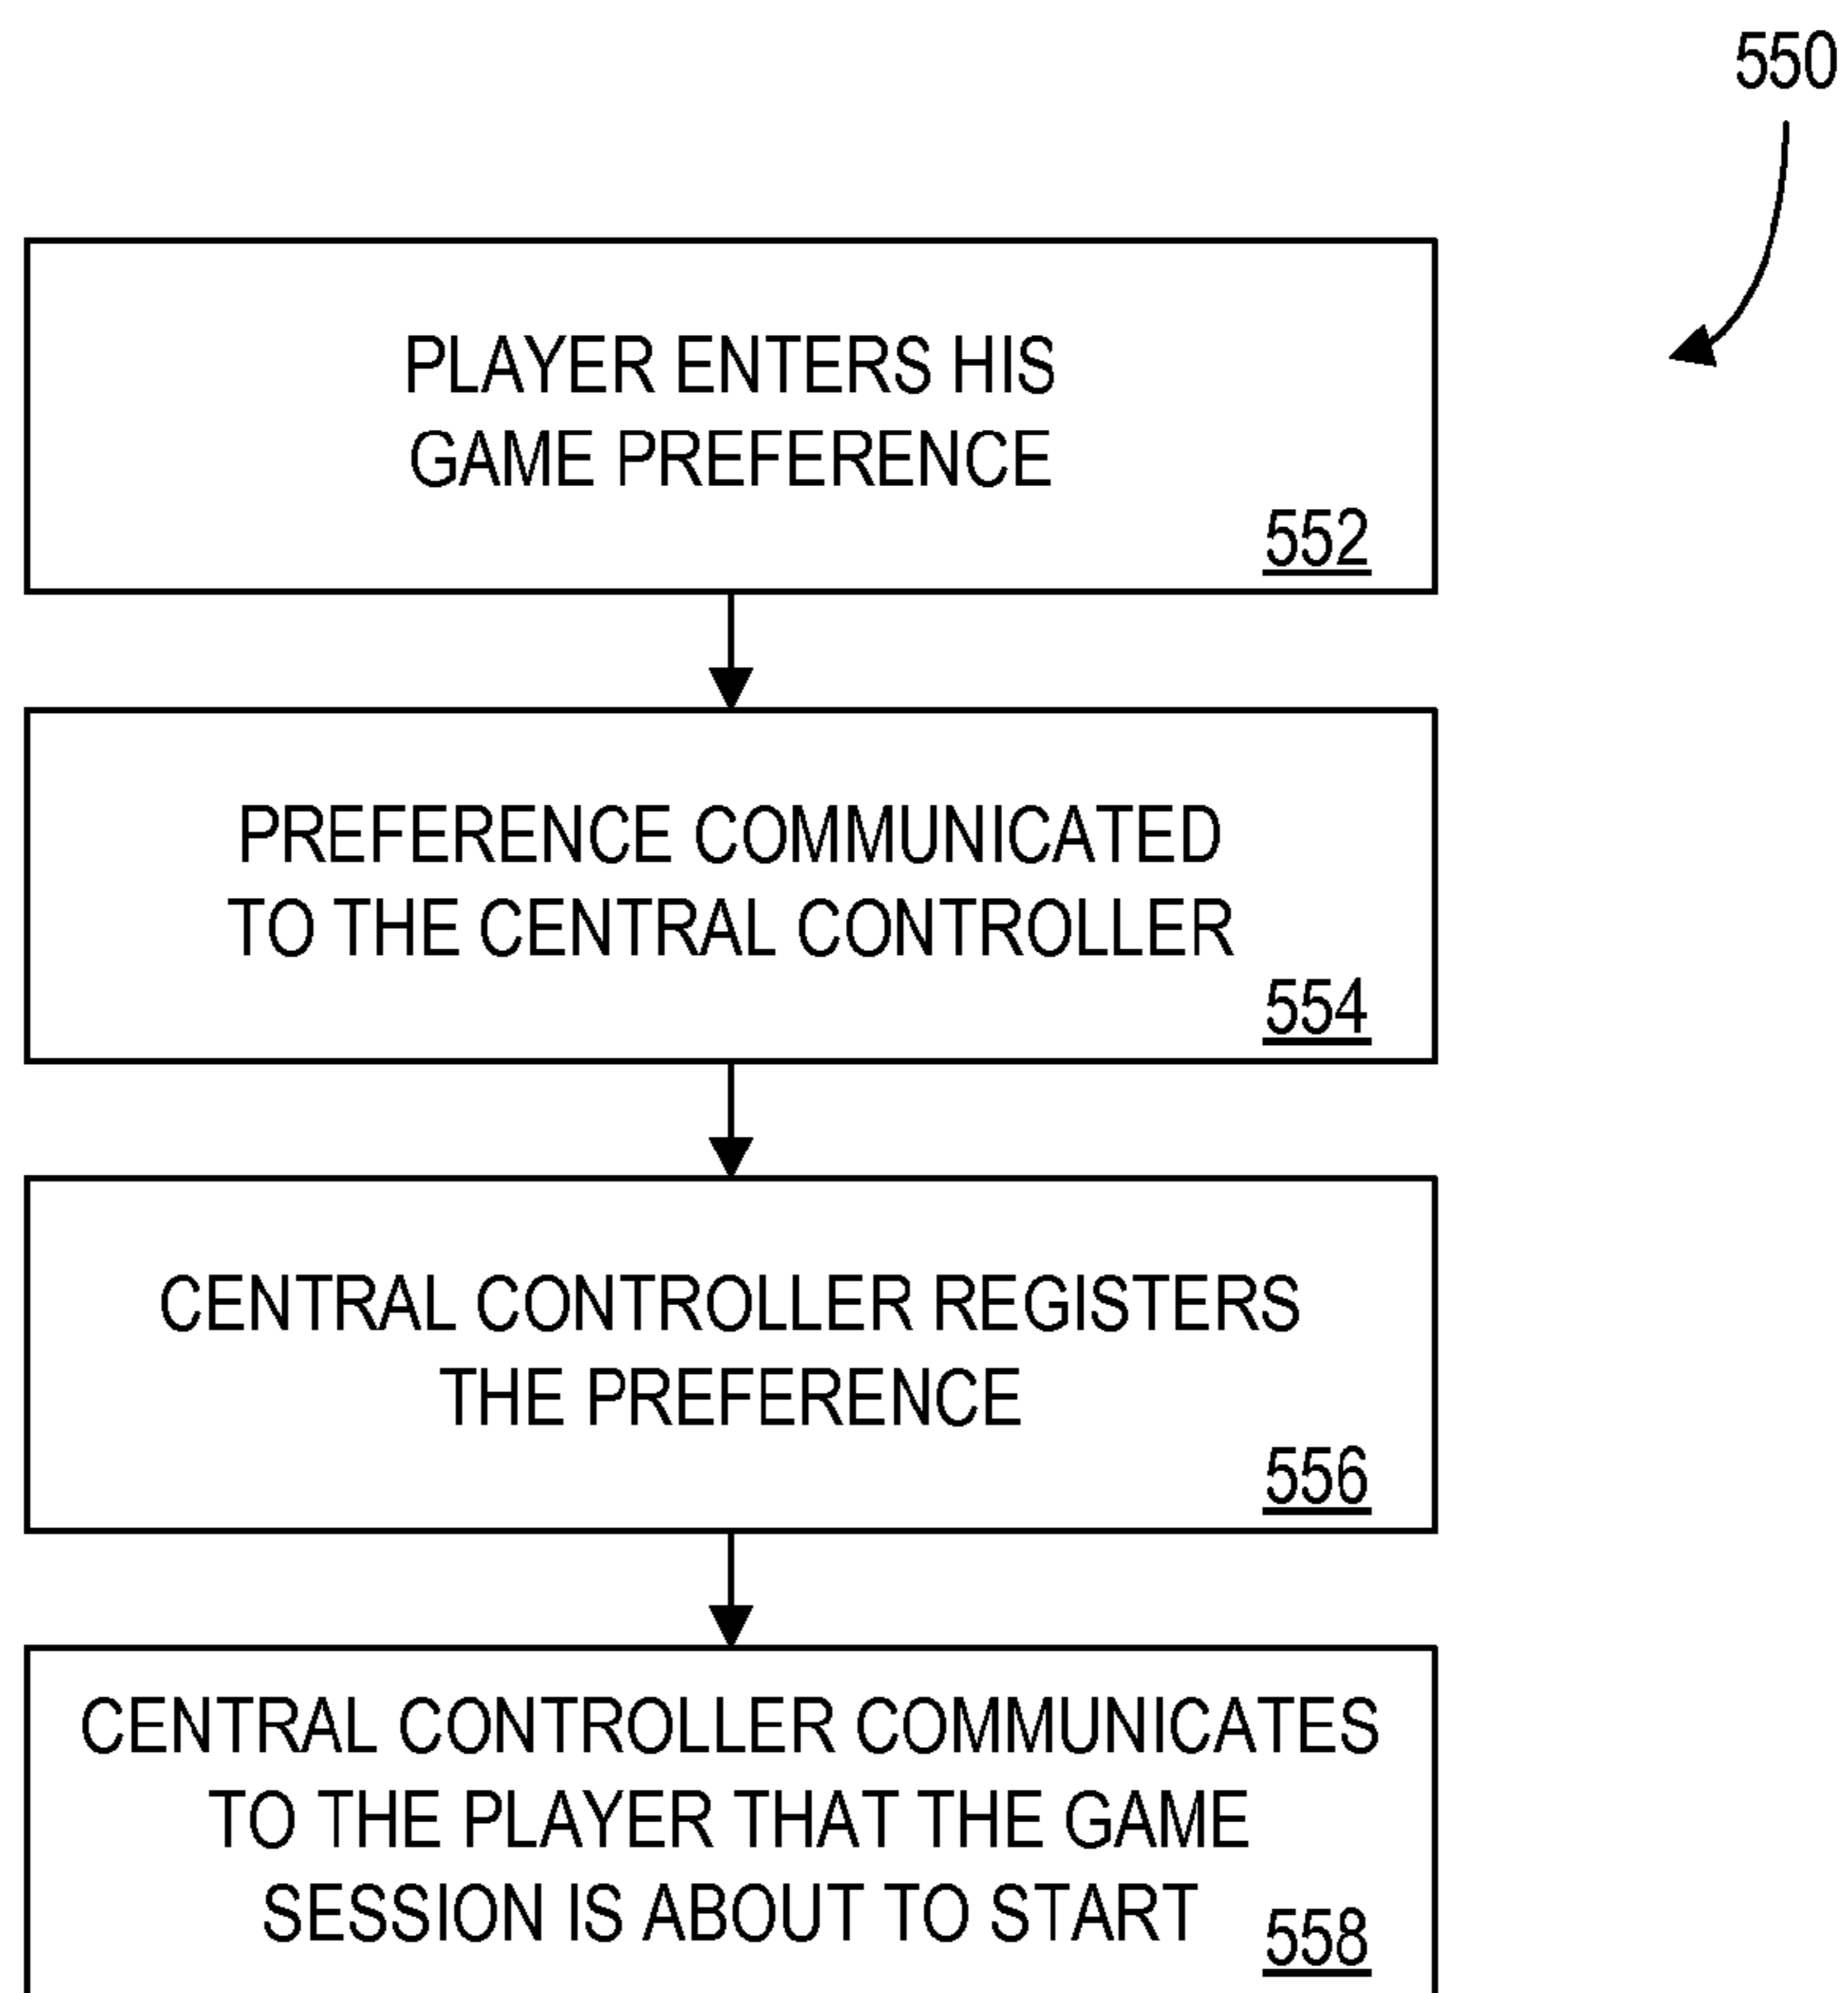 550
PLAYER ENTERS HIS
GAME PREFERENCE
552
PREFERENCE COMMUNICATED
TO THE CENTRAL CONTROLLER
554
CENTRAL CONTROLLER REGISTERS
THE PREFERENCE
556
CENTRAL CONTROLLER COMMUNICATES
TO THE PLAYER THAT THE GAME
SESSION IS ABOUT TO START
558